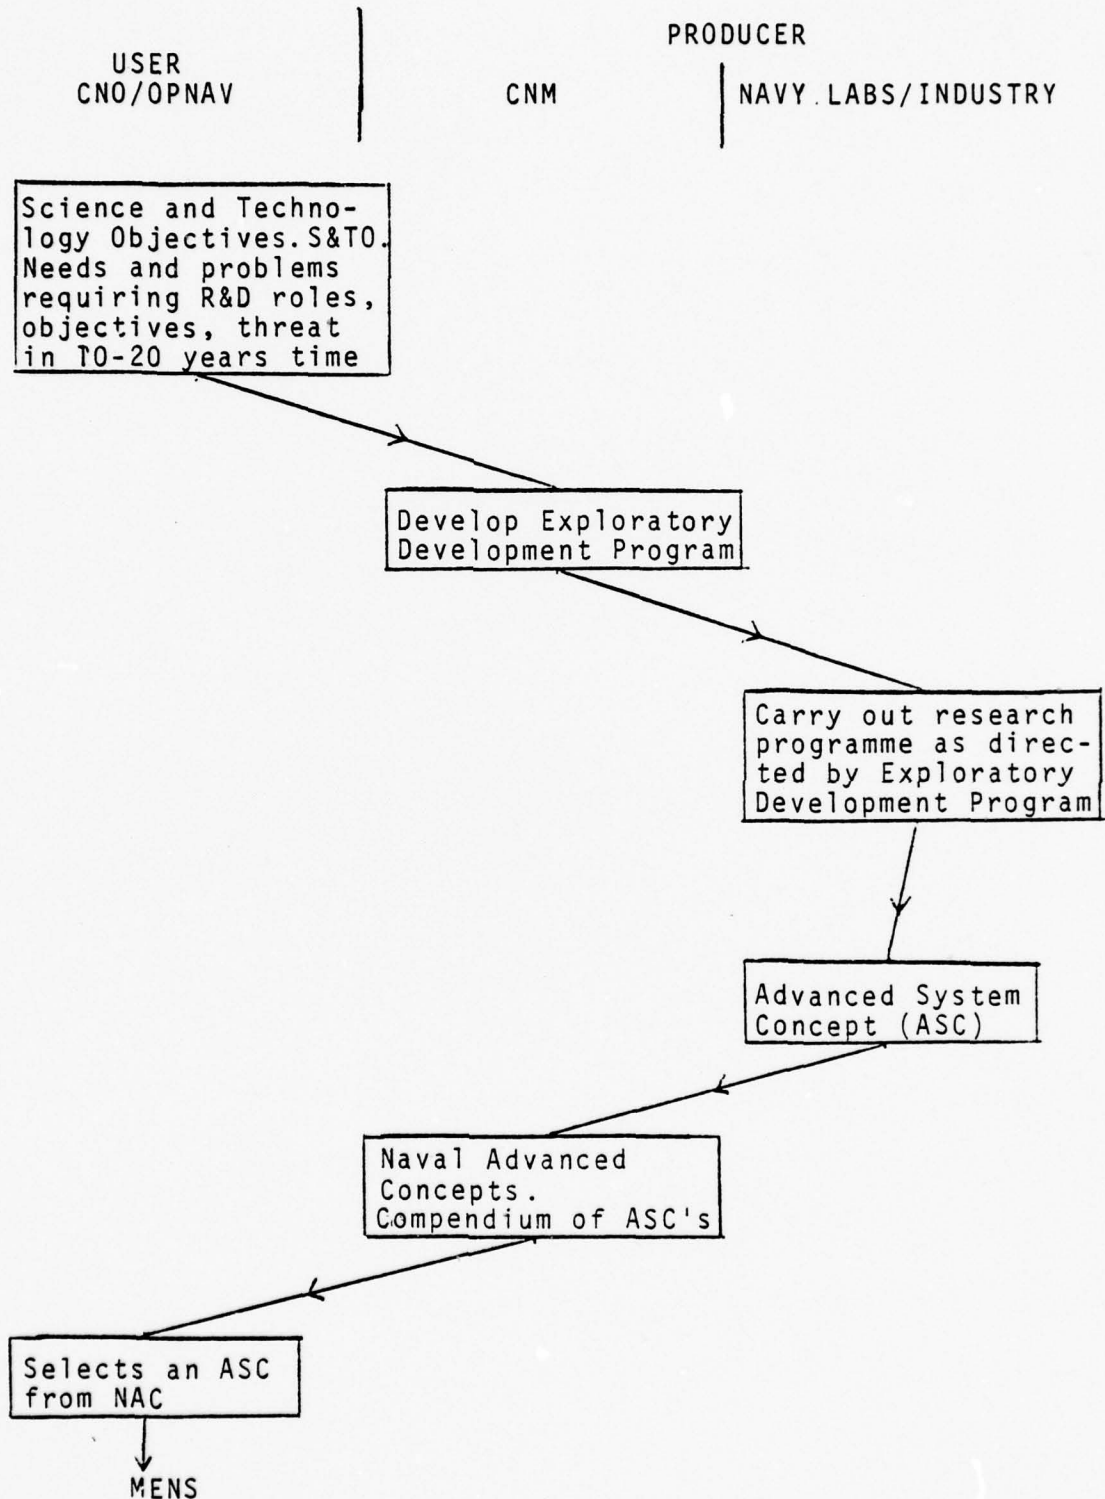 PRODUCER
USER
CNO/OPNAV
CNM
NAVY LABS/INDUSTRY
Science and Techno-
logy Objectives. S&TO.
Needs and problems
requiring R&D roles,
objectives, threat
in 10-20 years time
Develop Exploratory
Development Program
Carry out research
programme as direc-
ted by Exploratory
Development Program
Advanced System
Concept (ASC)
Naval Advanced
Concepts.
Compendium of ASC's
Selects an ASC
from NAC
MENS